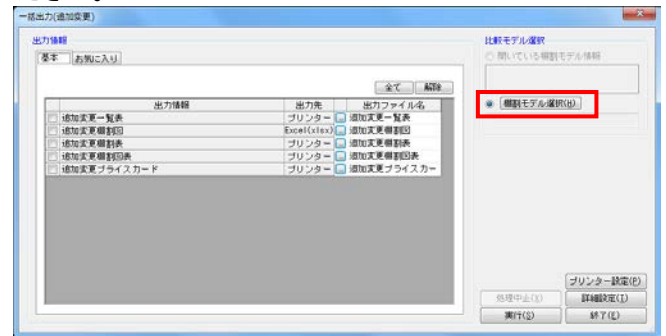 一括出力(追加変更)
出力情報
基本 お気に入り
全て 解除
出力情報 出力先 出力ファイル名
追加変更一覧表 プリンター 追加変更一覧表
追加変更棚割図 Excel(xlsx) 追加変更棚割図
追加変更棚割表 プリンター 追加変更棚割表
追加変更棚割図表 プリンター 追加変更棚割図表
追加変更プライスカード プリンター 追加変更プライスカー
比較モデル選択
開いている棚割モデル情報
棚割モデル選択(H)
プリンター設定(P)
処理中止(X) 詳細設定(I)
実行(S) 終了(E)